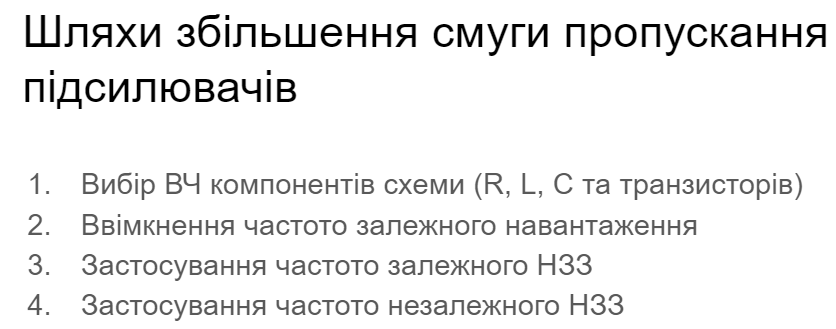 Шляхи збільшення смуги пропускання
підсилювачів
1. Вибір ВЧ компонентів схеми (R, L, C та транзисторів)
2. Ввімкнення частото залежного навантаження
3. Застосування частото залежного НЗЗ
4. Застосування частото незалежного НЗЗ